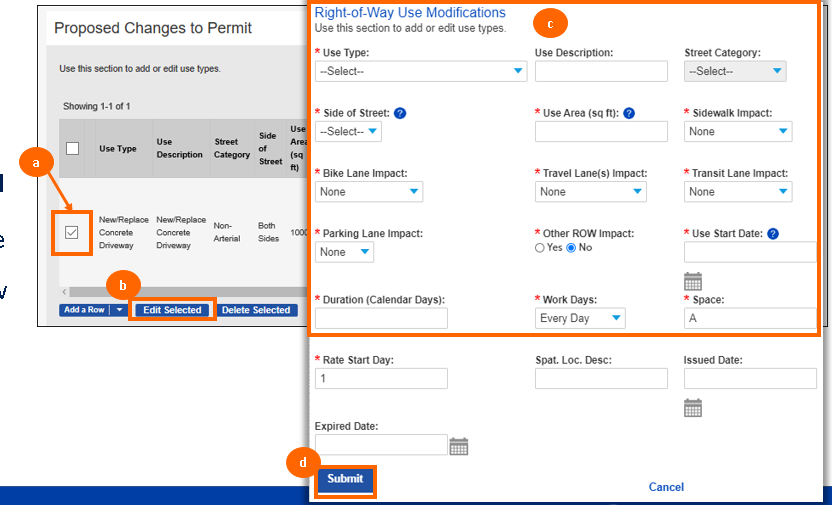 Proposed Changes to Permit
Use this section to add or edit use types.
Showing 1-1 of 1
Use Type
Use Description
Street Category
Side of Street
Use Area (sq ft)
a
New/Replace Concrete Driveway
New/Replace Concrete Driveway
Non-Arterial
Both Sides
1000
b
Add a Row
Edit Selected
Delete Selected
Right-of-Way Use Modifications
Use this section to add or edit use types.
c
* Use Type: Use Description: Street Category:
--Select-- --Select--
* Side of Street: ? * Use Area (sq ft): ? * Sidewalk Impact:
--Select-- None
* Bike Lane Impact: * Travel Lane(s) Impact: * Transit Lane Impact:
None None None
* Parking Lane Impact: * Other ROW Impact: * Use Start Date: ?
None Yes No
* Duration (Calendar Days): * Work Days: * Space:
Every Day A
* Rate Start Day: Spat. Loc. Desc: Issued Date:
1
Expired Date:
d
Submit
Cancel